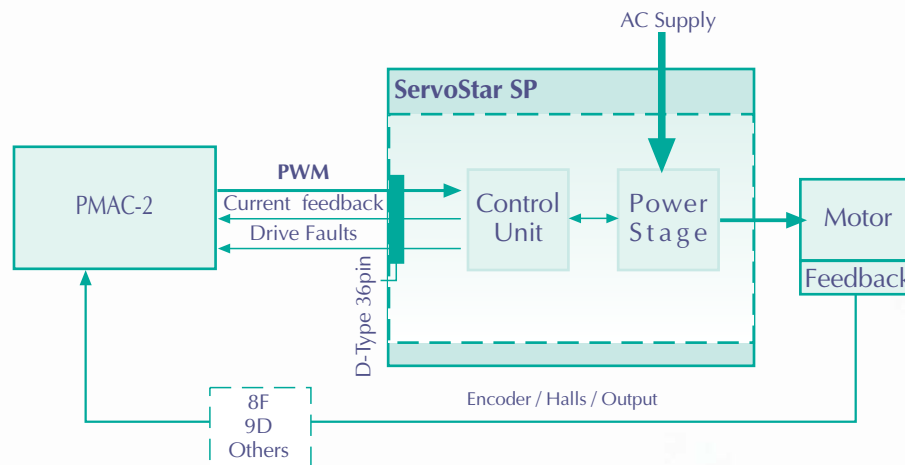 AC Supply
ServoStar SP
PMAC-2
PWM
Current feedback
Drive Faults
D-Type 36pin
Control
Unit
Power
Stage
Motor
Feedback
Encoder / Halls / Output
8F
9D
Others